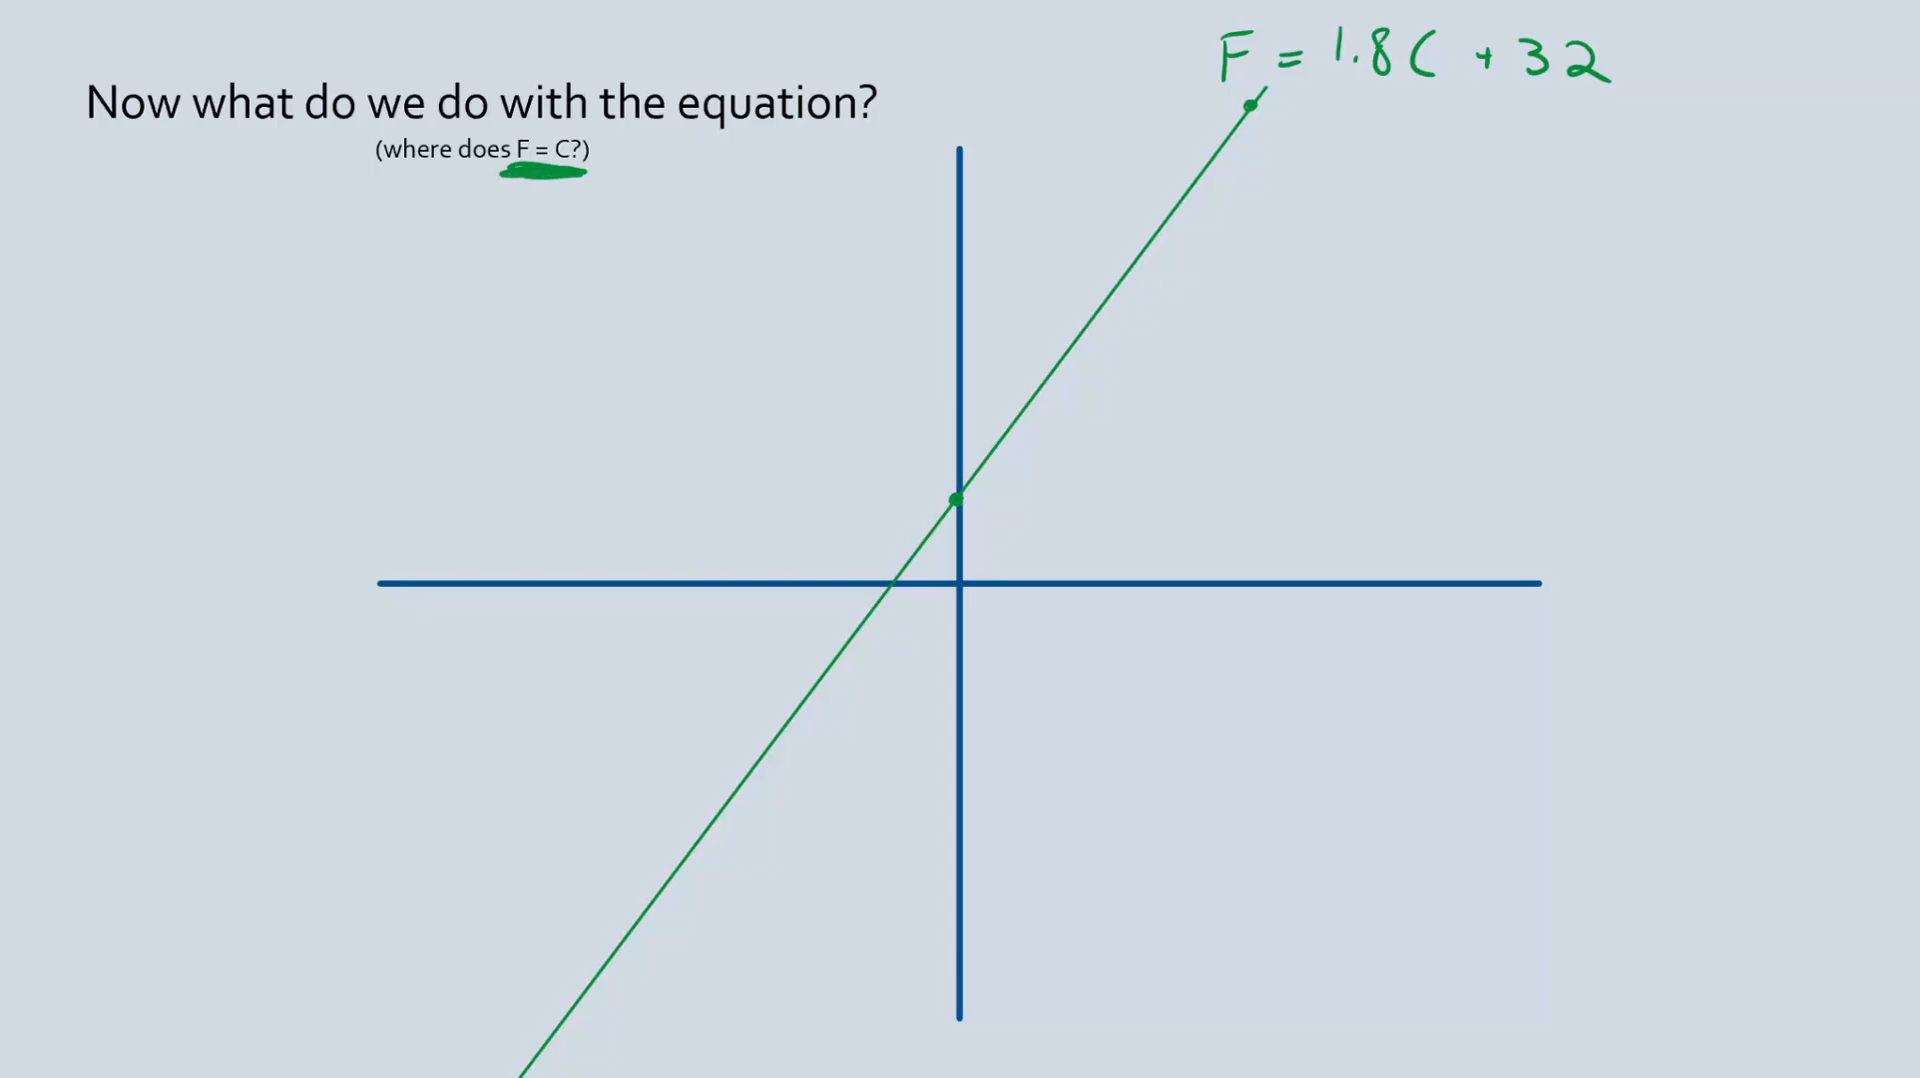 F = 1.8C + 32
Now what do we do with the equation?
(where does F = C?)